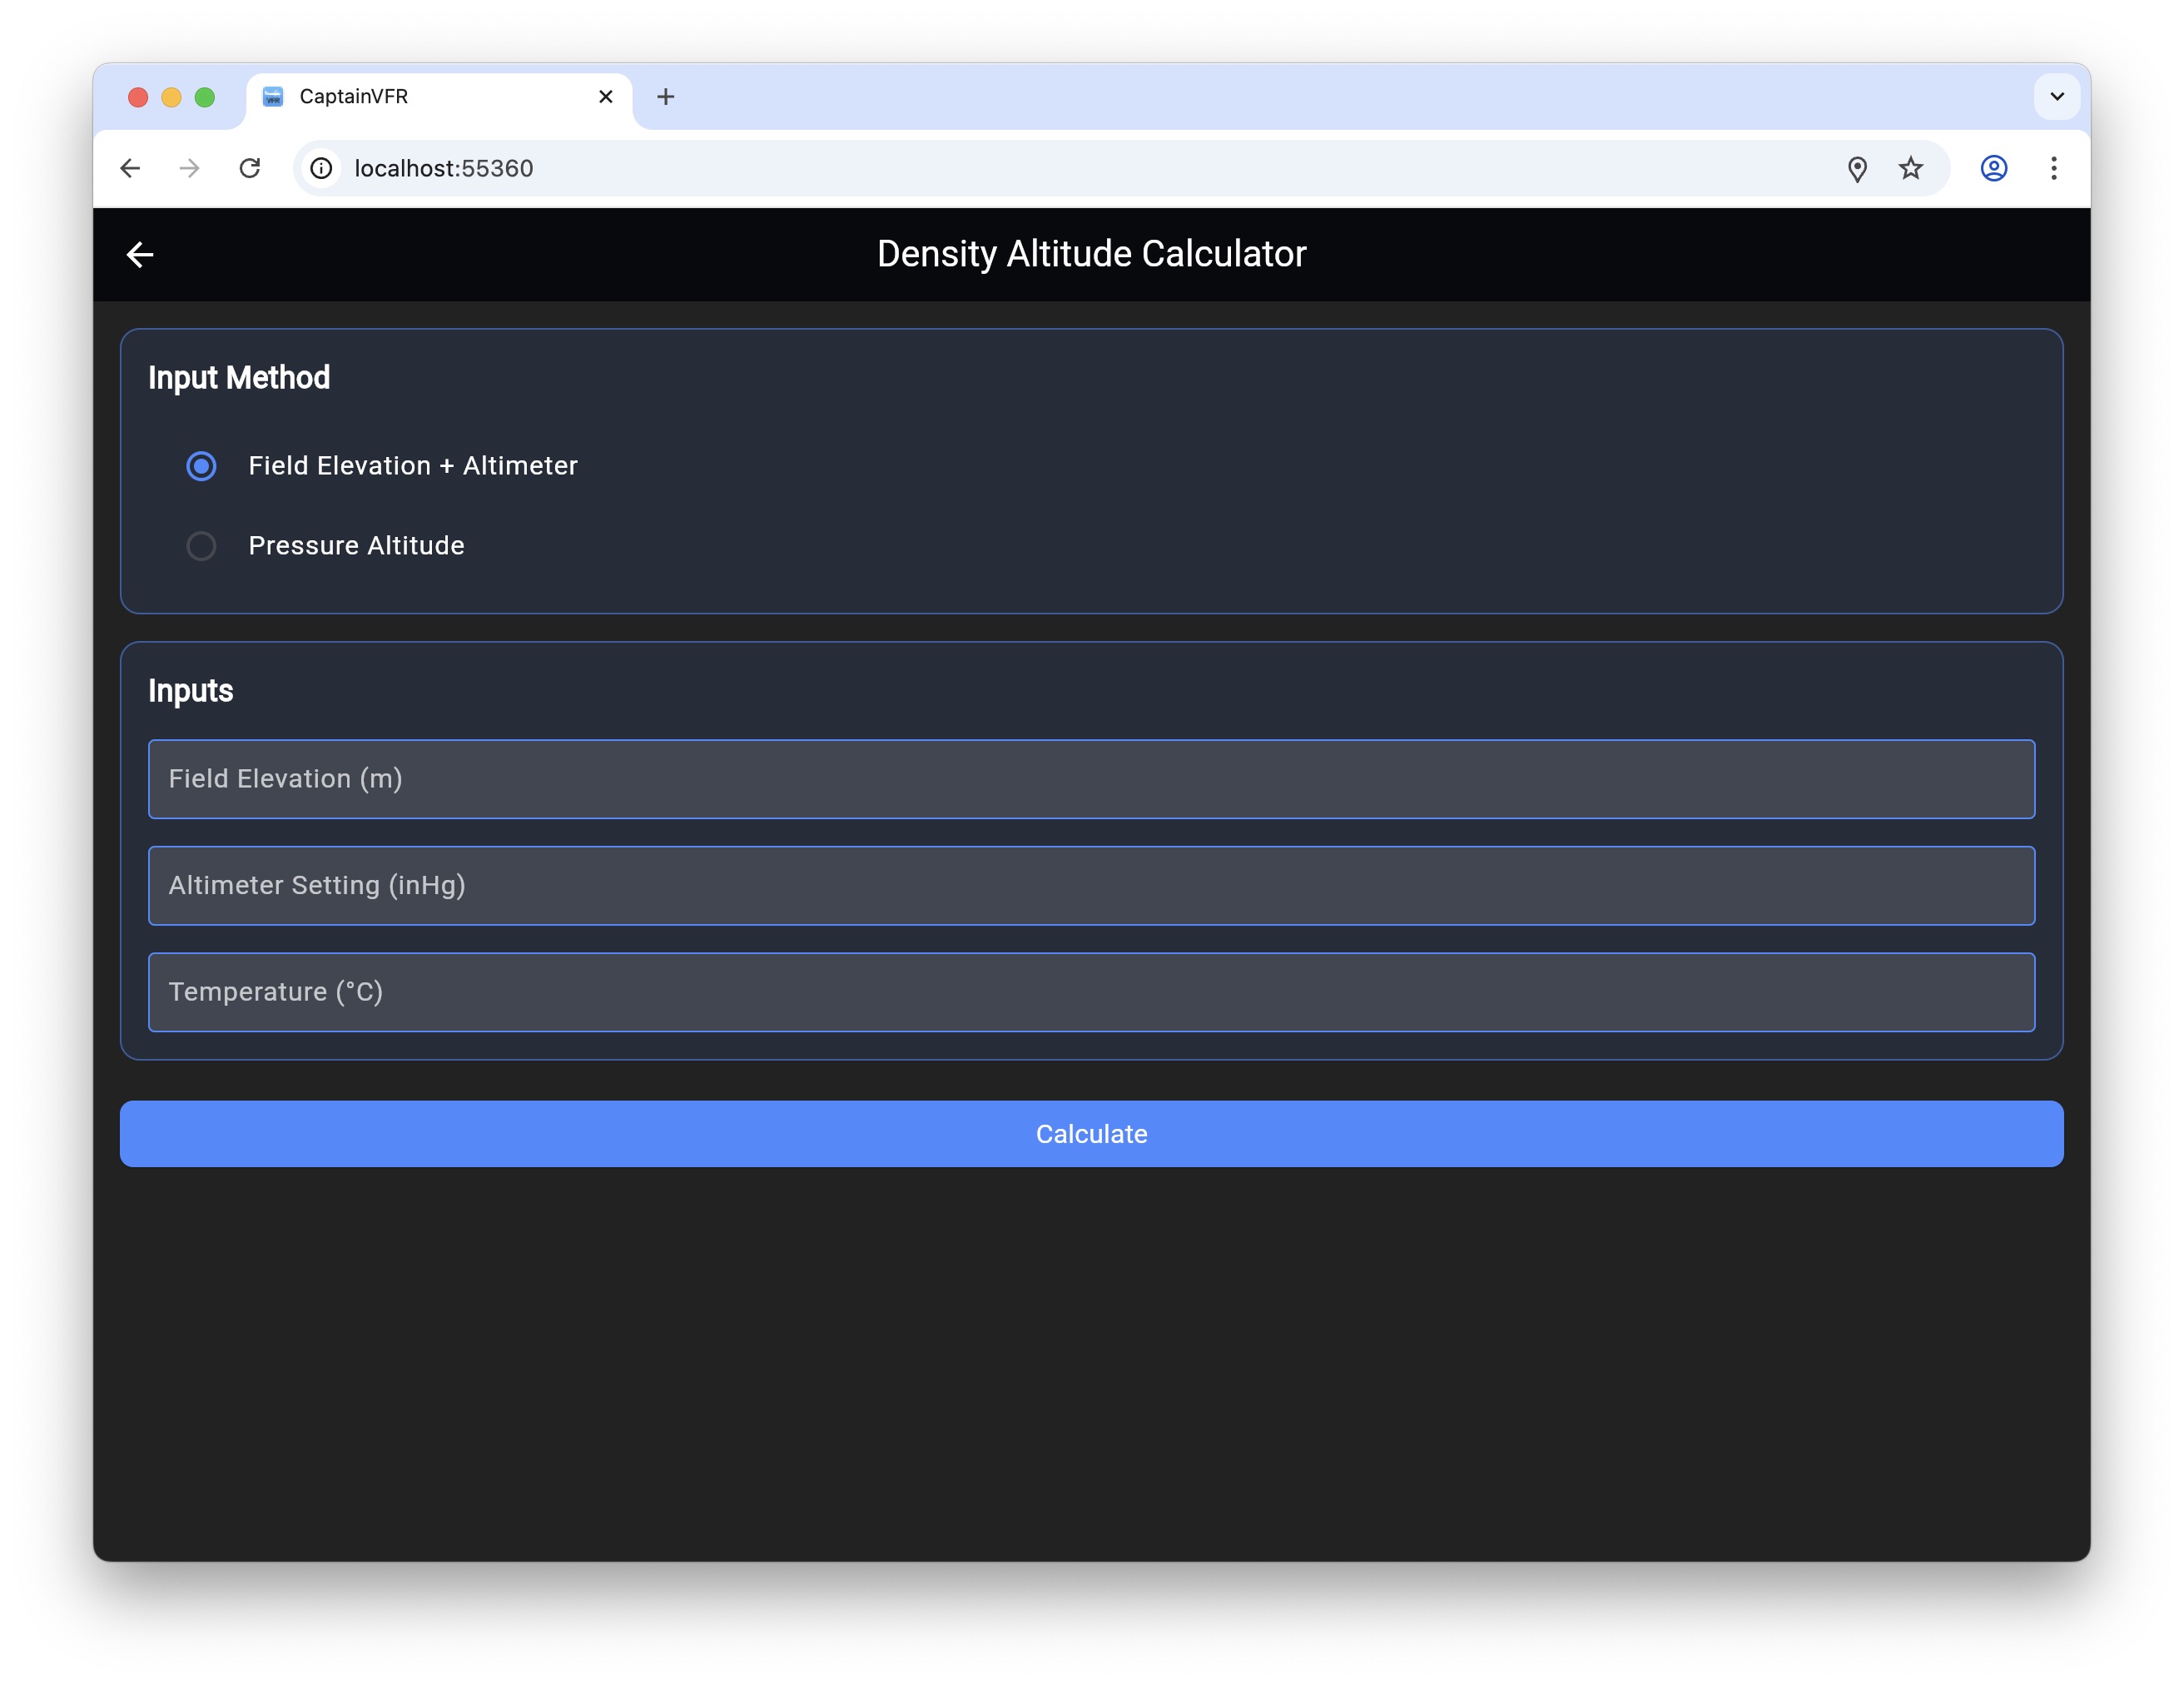 CaptainVFR
localhost:55360
Density Altitude Calculator
Input Method
Field Elevation + Altimeter
Pressure Altitude
Inputs
Field Elevation (m)
Altimeter Setting (inHg)
Temperature (°C)
Calculate